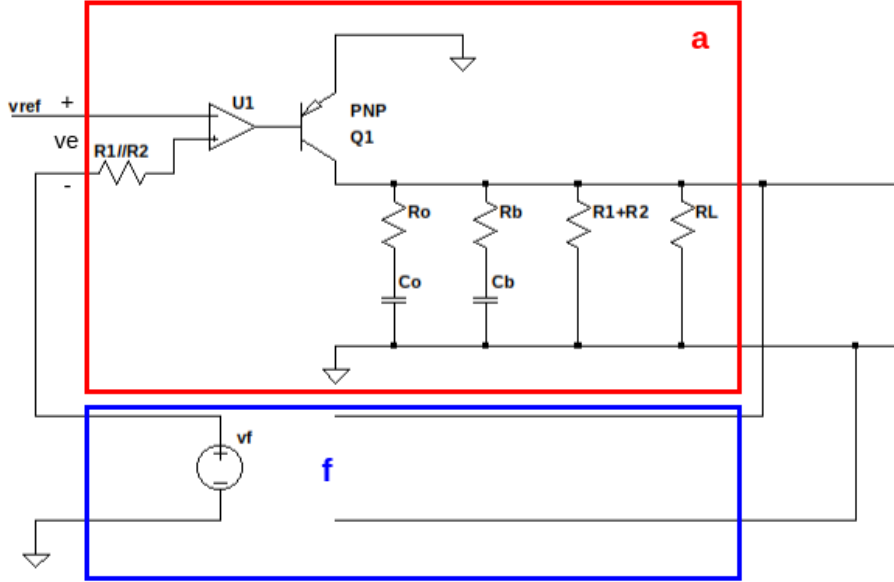 a
vref
+
U1
PNP
ve
Q1
R1//R2
-
Ro
Rb
R1+R2
RL
Co
Cb
vf
f